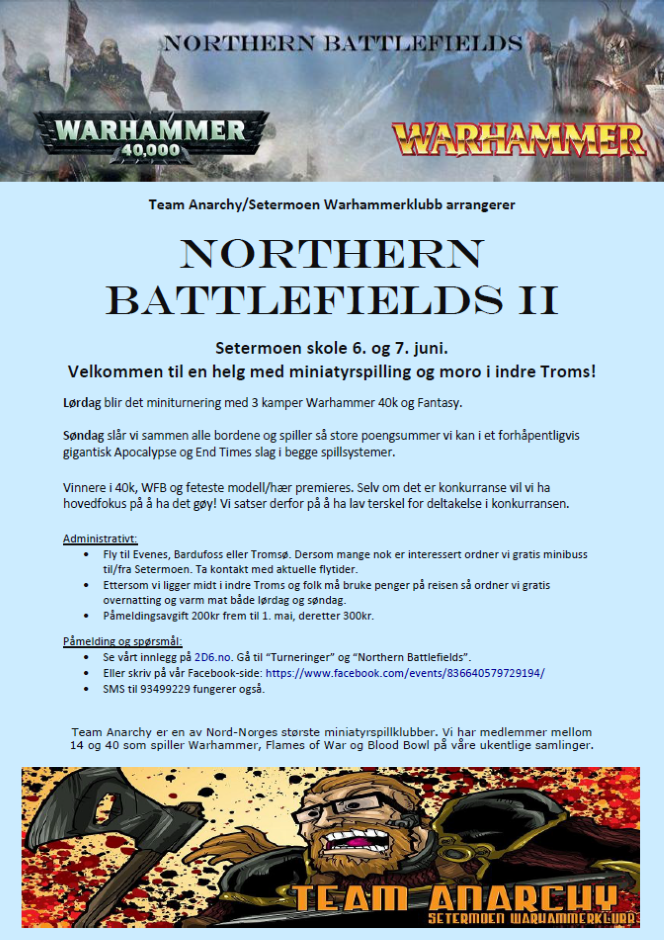 NORTHERN BATTLEFIELDS
WARHAMMER
40,000
WARHAMMER
Team Anarchy/Setermoen Warhammerklubb arrangerer
NORTHERN
BATTLEFIELDS II
Setermoen skole 6. og 7. juni.
Velkommen til en helg med miniatyrspilling og moro i indre Troms!
Lørdag blir det miniturnering med 3 kamper Warhammer 40k og Fantasy.
Søndag slår vi sammen alle bordene og spiller så store poengsummer vi kan i et forhåpentligvis
gigantisk Apocalypse og End Times slag i begge spillsystemer.
Vinnere i 40k, WFB og feteste modell/hær premieres. Selv om det er konkurranse vil vi ha
hovedfokus på å ha det gøy! Vi satser derfor på å ha lav terskel for deltakelse i konkurransen.
Administrativt:
• Fly til Evenes, Bardufoss eller Tromsø. Dersom mange nok er interessert ordner vi gratis minibuss
til/fra Setermoen. Ta kontakt med aktuelle flytider.
• Ettersom vi ligger midt i indre Troms og folk må bruke penger på reisen så ordner vi gratis
overnatting og varm mat både lørdag og søndag.
• Påmeldingsavgift 200kr frem til 1. mai, deretter 300kr.
Påmelding og spørsmål:
• Se vårt innlegg på 2D6.no. Gå til “Turneringer” og “Northern Battlefields”.
• Eller skriv på vår Facebook-side: https://www.facebook.com/events/836640579729194/
• SMS til 93499229 fungerer også.
Team Anarchy er en av Nord-Norges største miniatyrspillklubber. Vi har medlemmer mellom
14 og 40 som spiller Warhammer, Flames of War og Blood Bowl på våre ukentlige samlinger.
TEAM ANARCHY
SETERMOEN WARHAMMERKLUBB